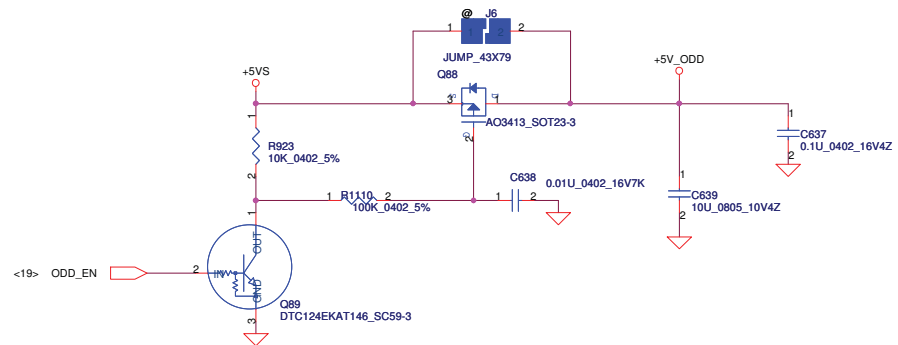 @ J6
1 1 2 2
JUMP_43X79
+5VS
Q88
+5V_ODD
3 S D 1
AO3413_SOT23-3
G 2
1
R923
10K_0402_5%
2
1
C637
0.1U_0402_16V4Z
2
C638
0.01U_0402_16V7K
1 2
1 R1110 2
100K_0402_5%
1
C639
10U_0805_10V4Z
2
1
OUT
<19> ODD_EN
2
IN
GND
3
Q89
DTC124EKAT146_SC59-3